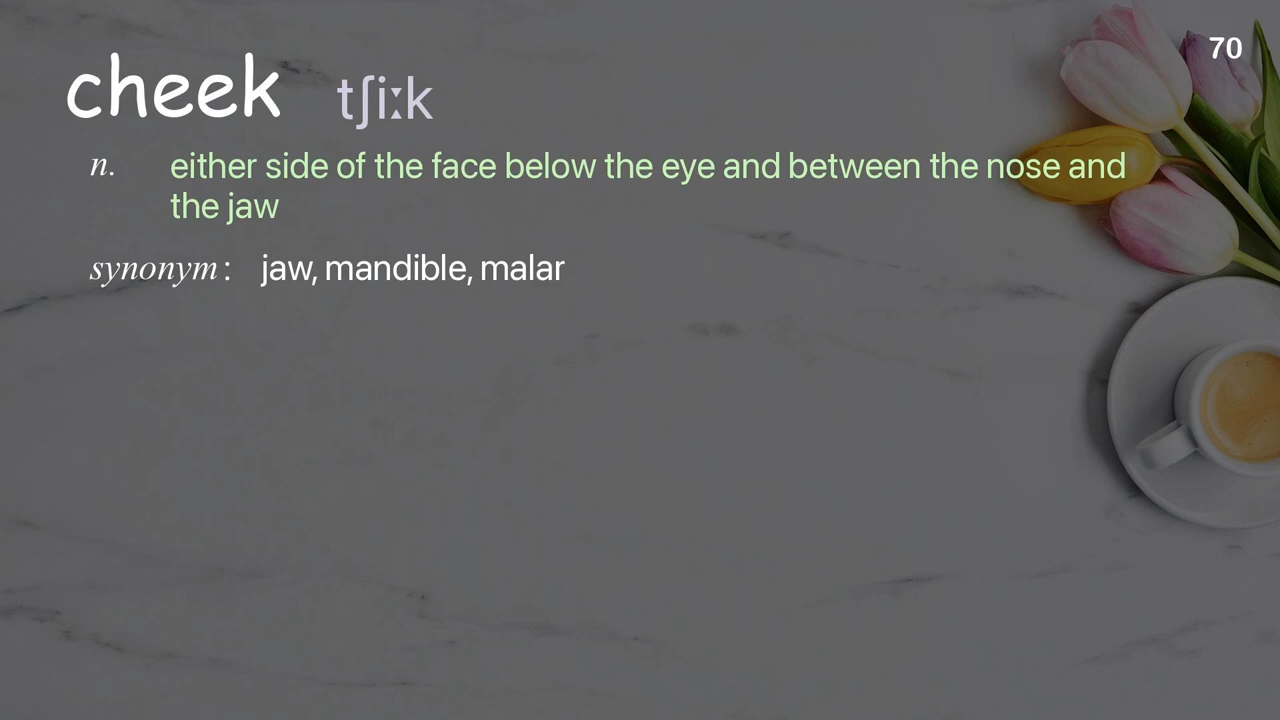 70
cheek tʃiːk
n. either side of the face below the eye and between the nose and
the jaw
synonym: jaw, mandible, malar